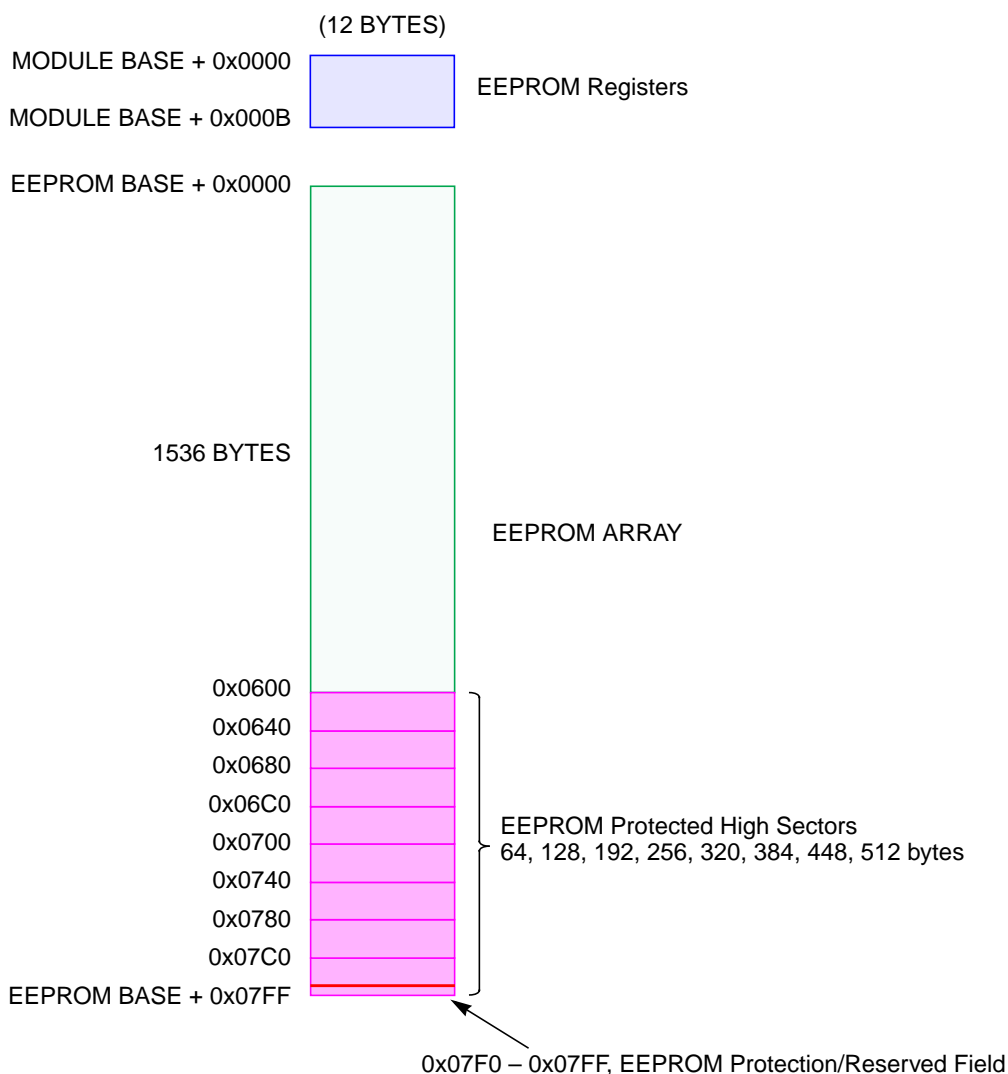 (12 BYTES)
MODULE BASE + 0x0000
EEPROM Registers
MODULE BASE + 0x000B
EEPROM BASE + 0x0000
1536 BYTES
EEPROM ARRAY
0x0600
0x0640
0x0680
0x06C0
0x0700
0x0740
0x0780
0x07C0
EEPROM Protected High Sectors
64, 128, 192, 256, 320, 384, 448, 512 bytes
EEPROM BASE + 0x07FF
0x07F0 – 0x07FF, EEPROM Protection/Reserved Field